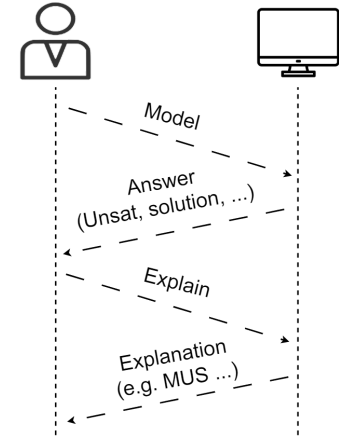 Model
Answer
(Unsat, solution, ...)
Explain
Explanation
(e.g. MUS ...)